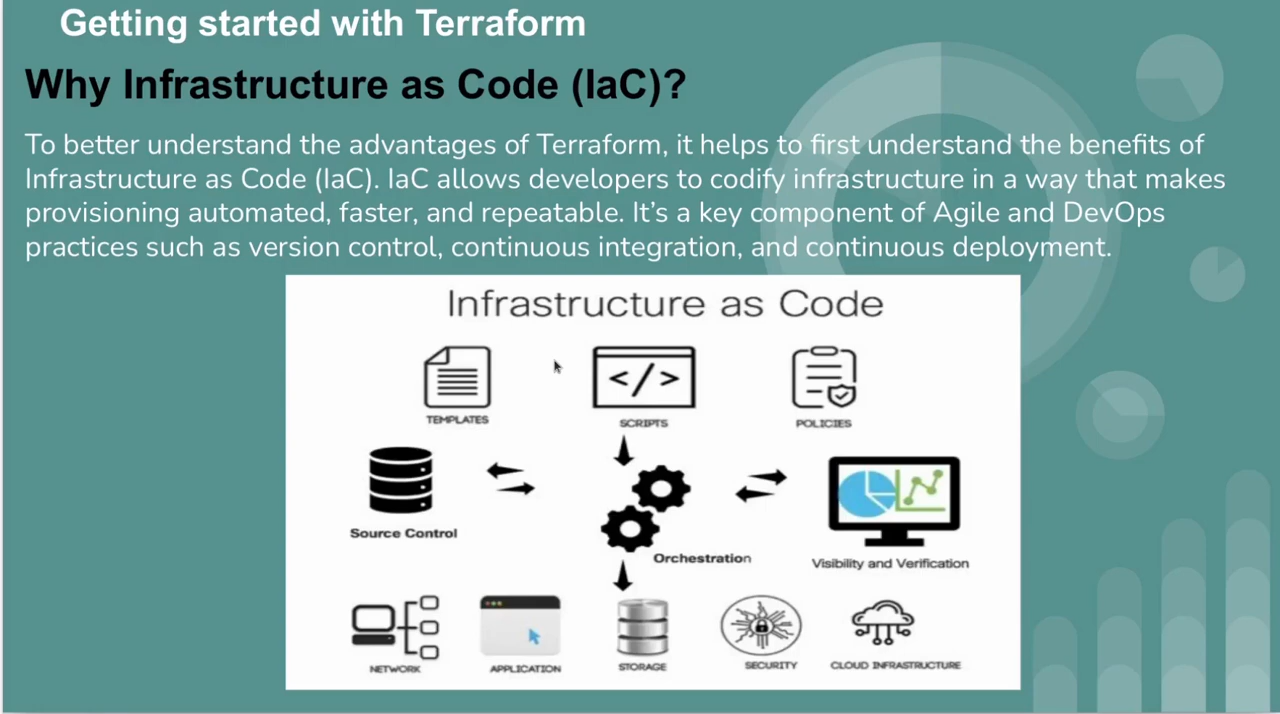 Getting started with Terraform
Why Infrastructure as Code (IaC)?
To better understand the advantages of Terraform, it helps to first understand the benefits of
Infrastructure as Code (IaC). IaC allows developers to codify infrastructure in a way that makes
provisioning automated, faster, and repeatable. It’s a key component of Agile and DevOps
practices such as version control, continuous integration, and continuous deployment.
Infrastructure as Code
</>
TEMPLATES SCRIPTS POLICIES
Source Control
Orchestration
Visibility and Verification
NETWORK APPLICATION STORAGE SECURITY CLOUD INFRASTRUCTURE